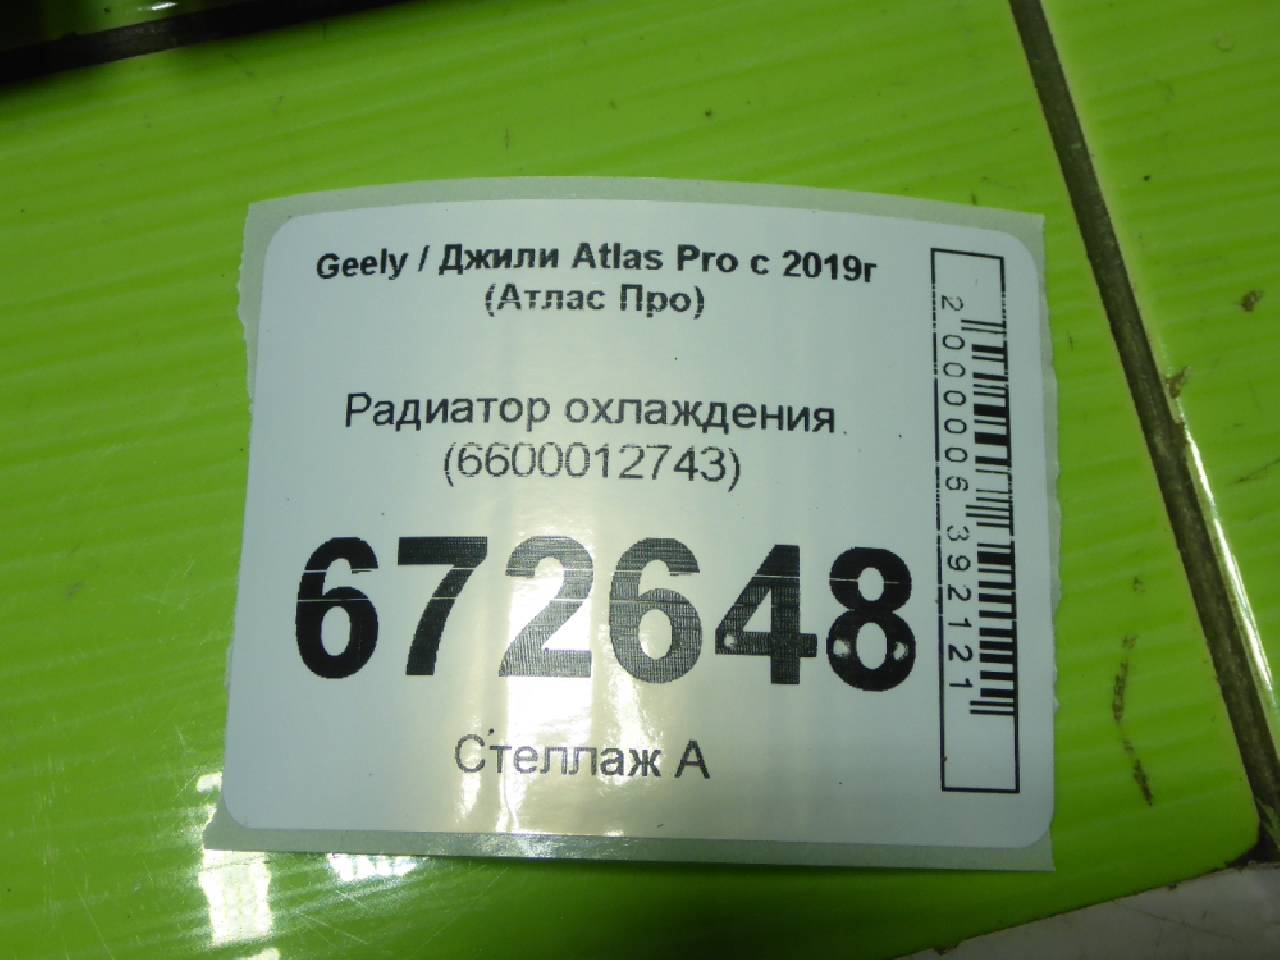 Geely / Джили Atlas Pro с 2019г
(Атлас Про)
Радиатор охлаждения
(6600012743)
672648
Стеллаж А
2000006392121